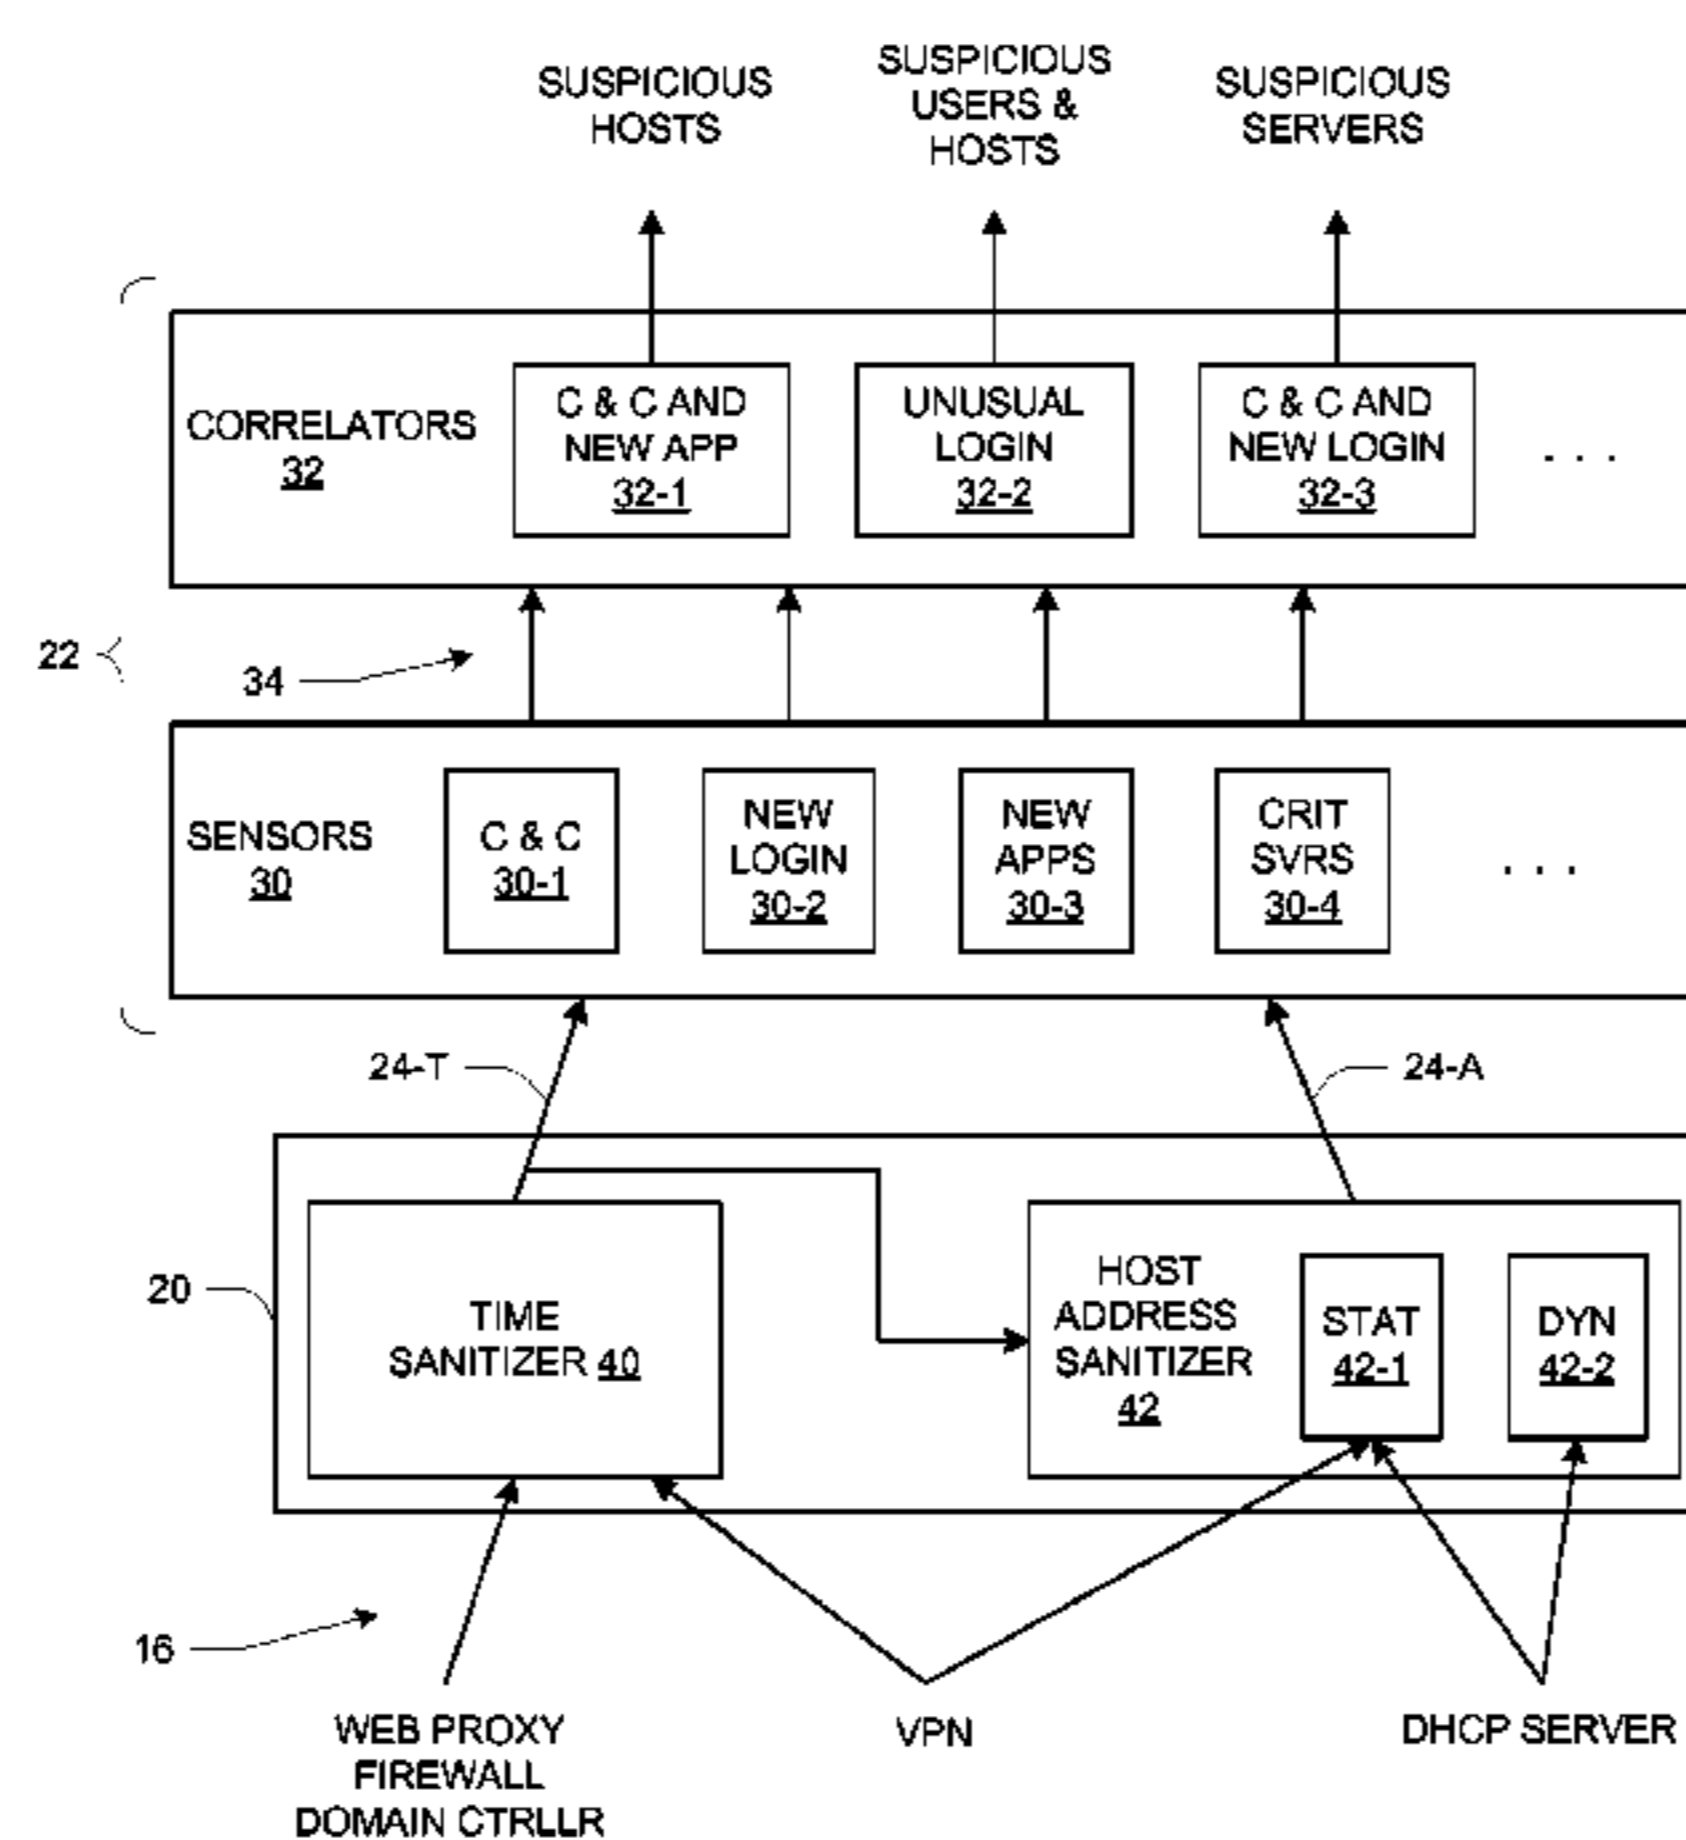 SUSPICIOUS
HOSTS
SUSPICIOUS
USERS &
HOSTS
SUSPICIOUS
SERVERS
CORRELATORS
32
C & C AND
NEW APP
32-1
UNUSUAL
LOGIN
32-2
C & C AND
NEW LOGIN
32-3
. . .
22
34
SENSORS
30
C & C
30-1
NEW
LOGIN
30-2
NEW
APPS
30-3
CRIT
SVRS
30-4
. . .
24-T
24-A
20
TIME
SANITIZER 40
HOST
ADDRESS
SANITIZER
42
STAT
42-1
DYN
42-2
16
WEB PROXY
FIREWALL
DOMAIN CTRLLR
VPN
DHCP SERVER